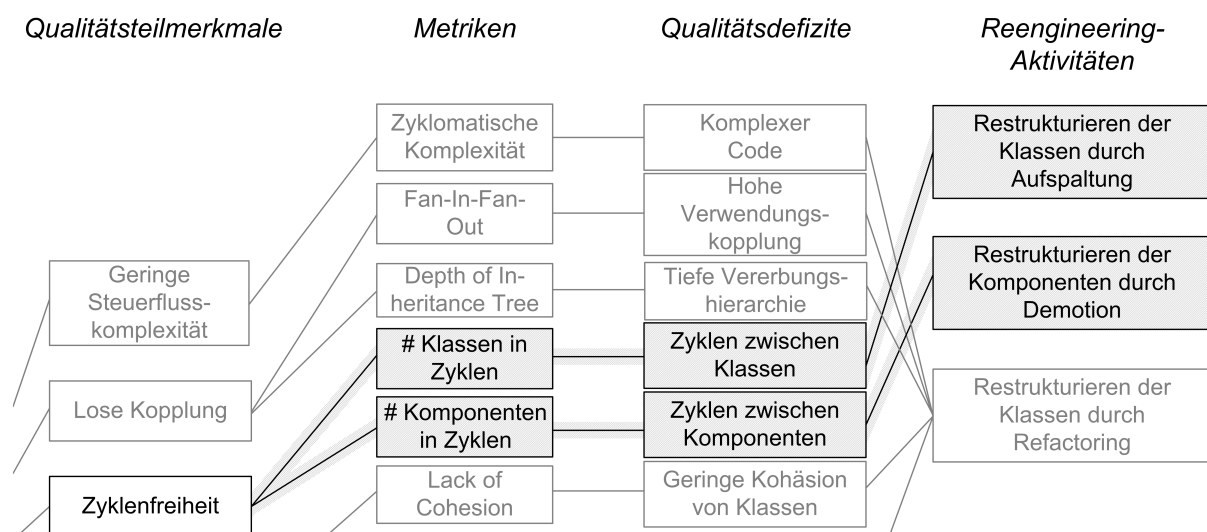 Qualitätsteilmerkmale
Metriken
Qualitätsdefizite
Reengineering-
Aktivitäten
Geringe
Steuerfluss-
komplexität
Lose Kopplung
Zyklenfreiheit
Zyklomatische
Komplexität
Fan-In-Fan-
Out
Depth of In-
heritance Tree
# Klassen in
Zyklen
# Komponenten
in Zyklen
Lack of
Cohesion
Komplexer
Code
Hohe
Verwendungs-
kopplung
Tiefe Vererbungs-
hierarchie
Zyklen zwischen
Klassen
Zyklen zwischen
Komponenten
Geringe Kohäsion
von Klassen
Restrukturieren der
Klassen durch
Aufspaltung
Restrukturieren der
Komponenten durch
Demotion
Restrukturieren der
Klassen durch
Refactoring